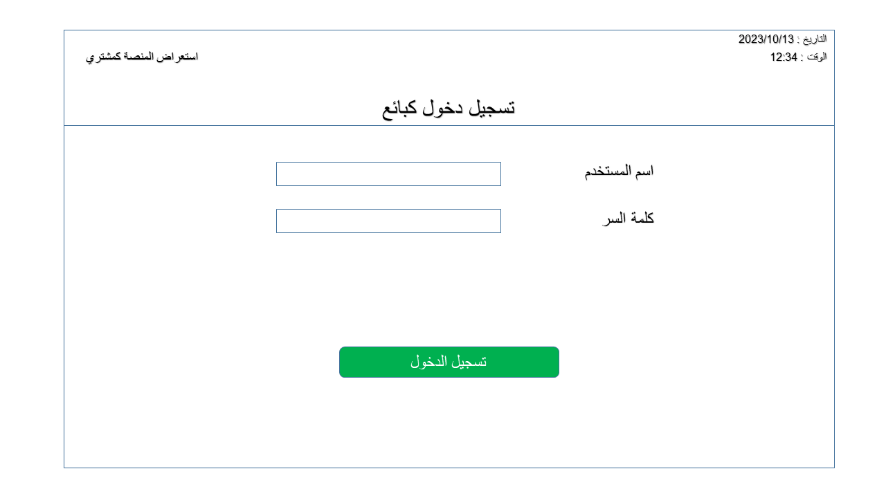 التاريخ : 2023/10/13
الوقت : 12:34
استعراض المنصة كمشتري
تسجيل دخول كبائع
اسم المستخدم
كلمة السر
تسجيل الدخول